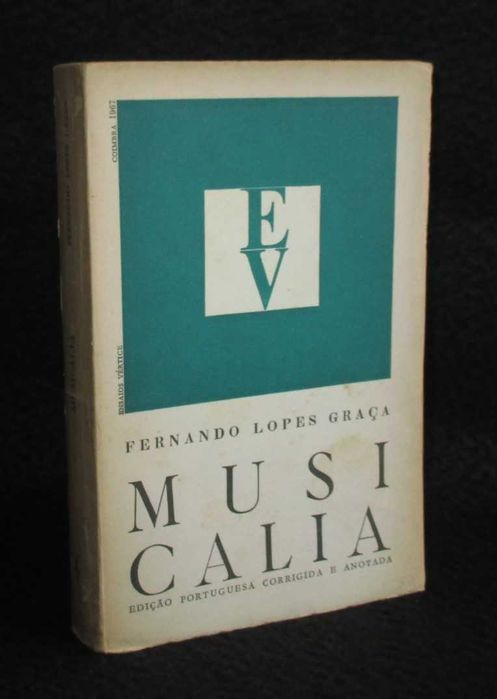 COIMBRA 1967
ENSAIOS VÉRTICE
E
V
FERNANDO LOPES GRAÇA
MUSI
CALIA
EDIÇÃO PORTUGUESA CORRIGIDA E ANOTADA